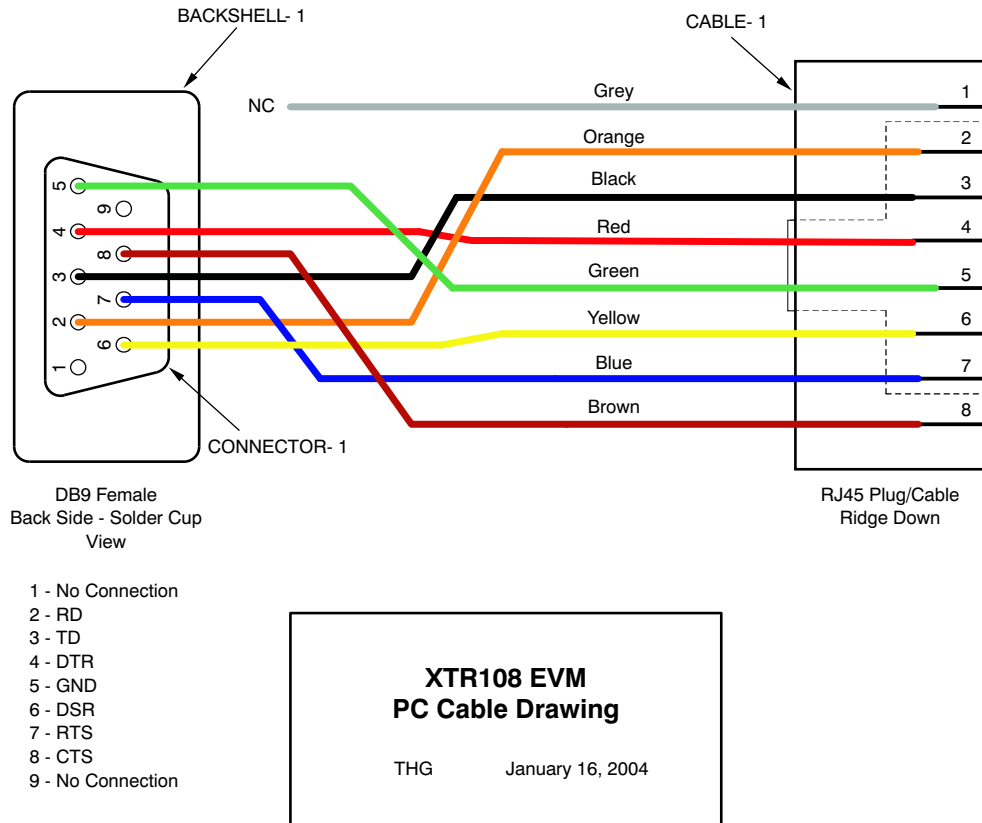 BACKSHELL- 1
CABLE- 1
NC
Grey
1
Orange
2
Black
3
Red
4
Green
5
Yellow
6
Blue
7
Brown
8
5
9
4
8
3
7
2
6
1
CONNECTOR- 1
DB9 Female
Back Side - Solder Cup
View
RJ45 Plug/Cable
Ridge Down
1 - No Connection
2 - RD
3 - TD
4 - DTR
5 - GND
6 - DSR
7 - RTS
8 - CTS
9 - No Connection
XTR108 EVM
PC Cable Drawing
THG January 16, 2004